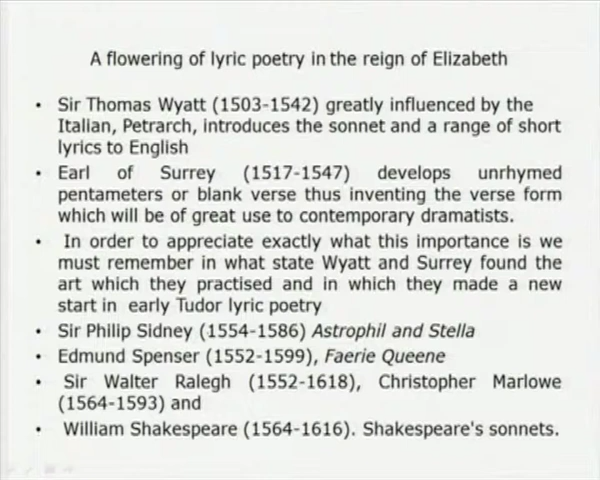 A flowering of lyric poetry in the reign of Elizabeth
• Sir Thomas Wyatt (1503-1542) greatly influenced by the
Italian, Petrarch, introduces the sonnet and a range of short
lyrics to English
• Earl of Surrey (1517-1547) develops unrhymed
pentameters or blank verse thus inventing the verse form
which will be of great use to contemporary dramatists.
• In order to appreciate exactly what this importance is we
must remember in what state Wyatt and Surrey found the
art which they practised and in which they made a new
start in early Tudor lyric poetry
• Sir Philip Sidney (1554-1586) Astrophil and Stella
• Edmund Spenser (1552-1599), Faerie Queene
• Sir Walter Ralegh (1552-1618), Christopher Marlowe
(1564-1593) and
• William Shakespeare (1564-1616). Shakespeare's sonnets.